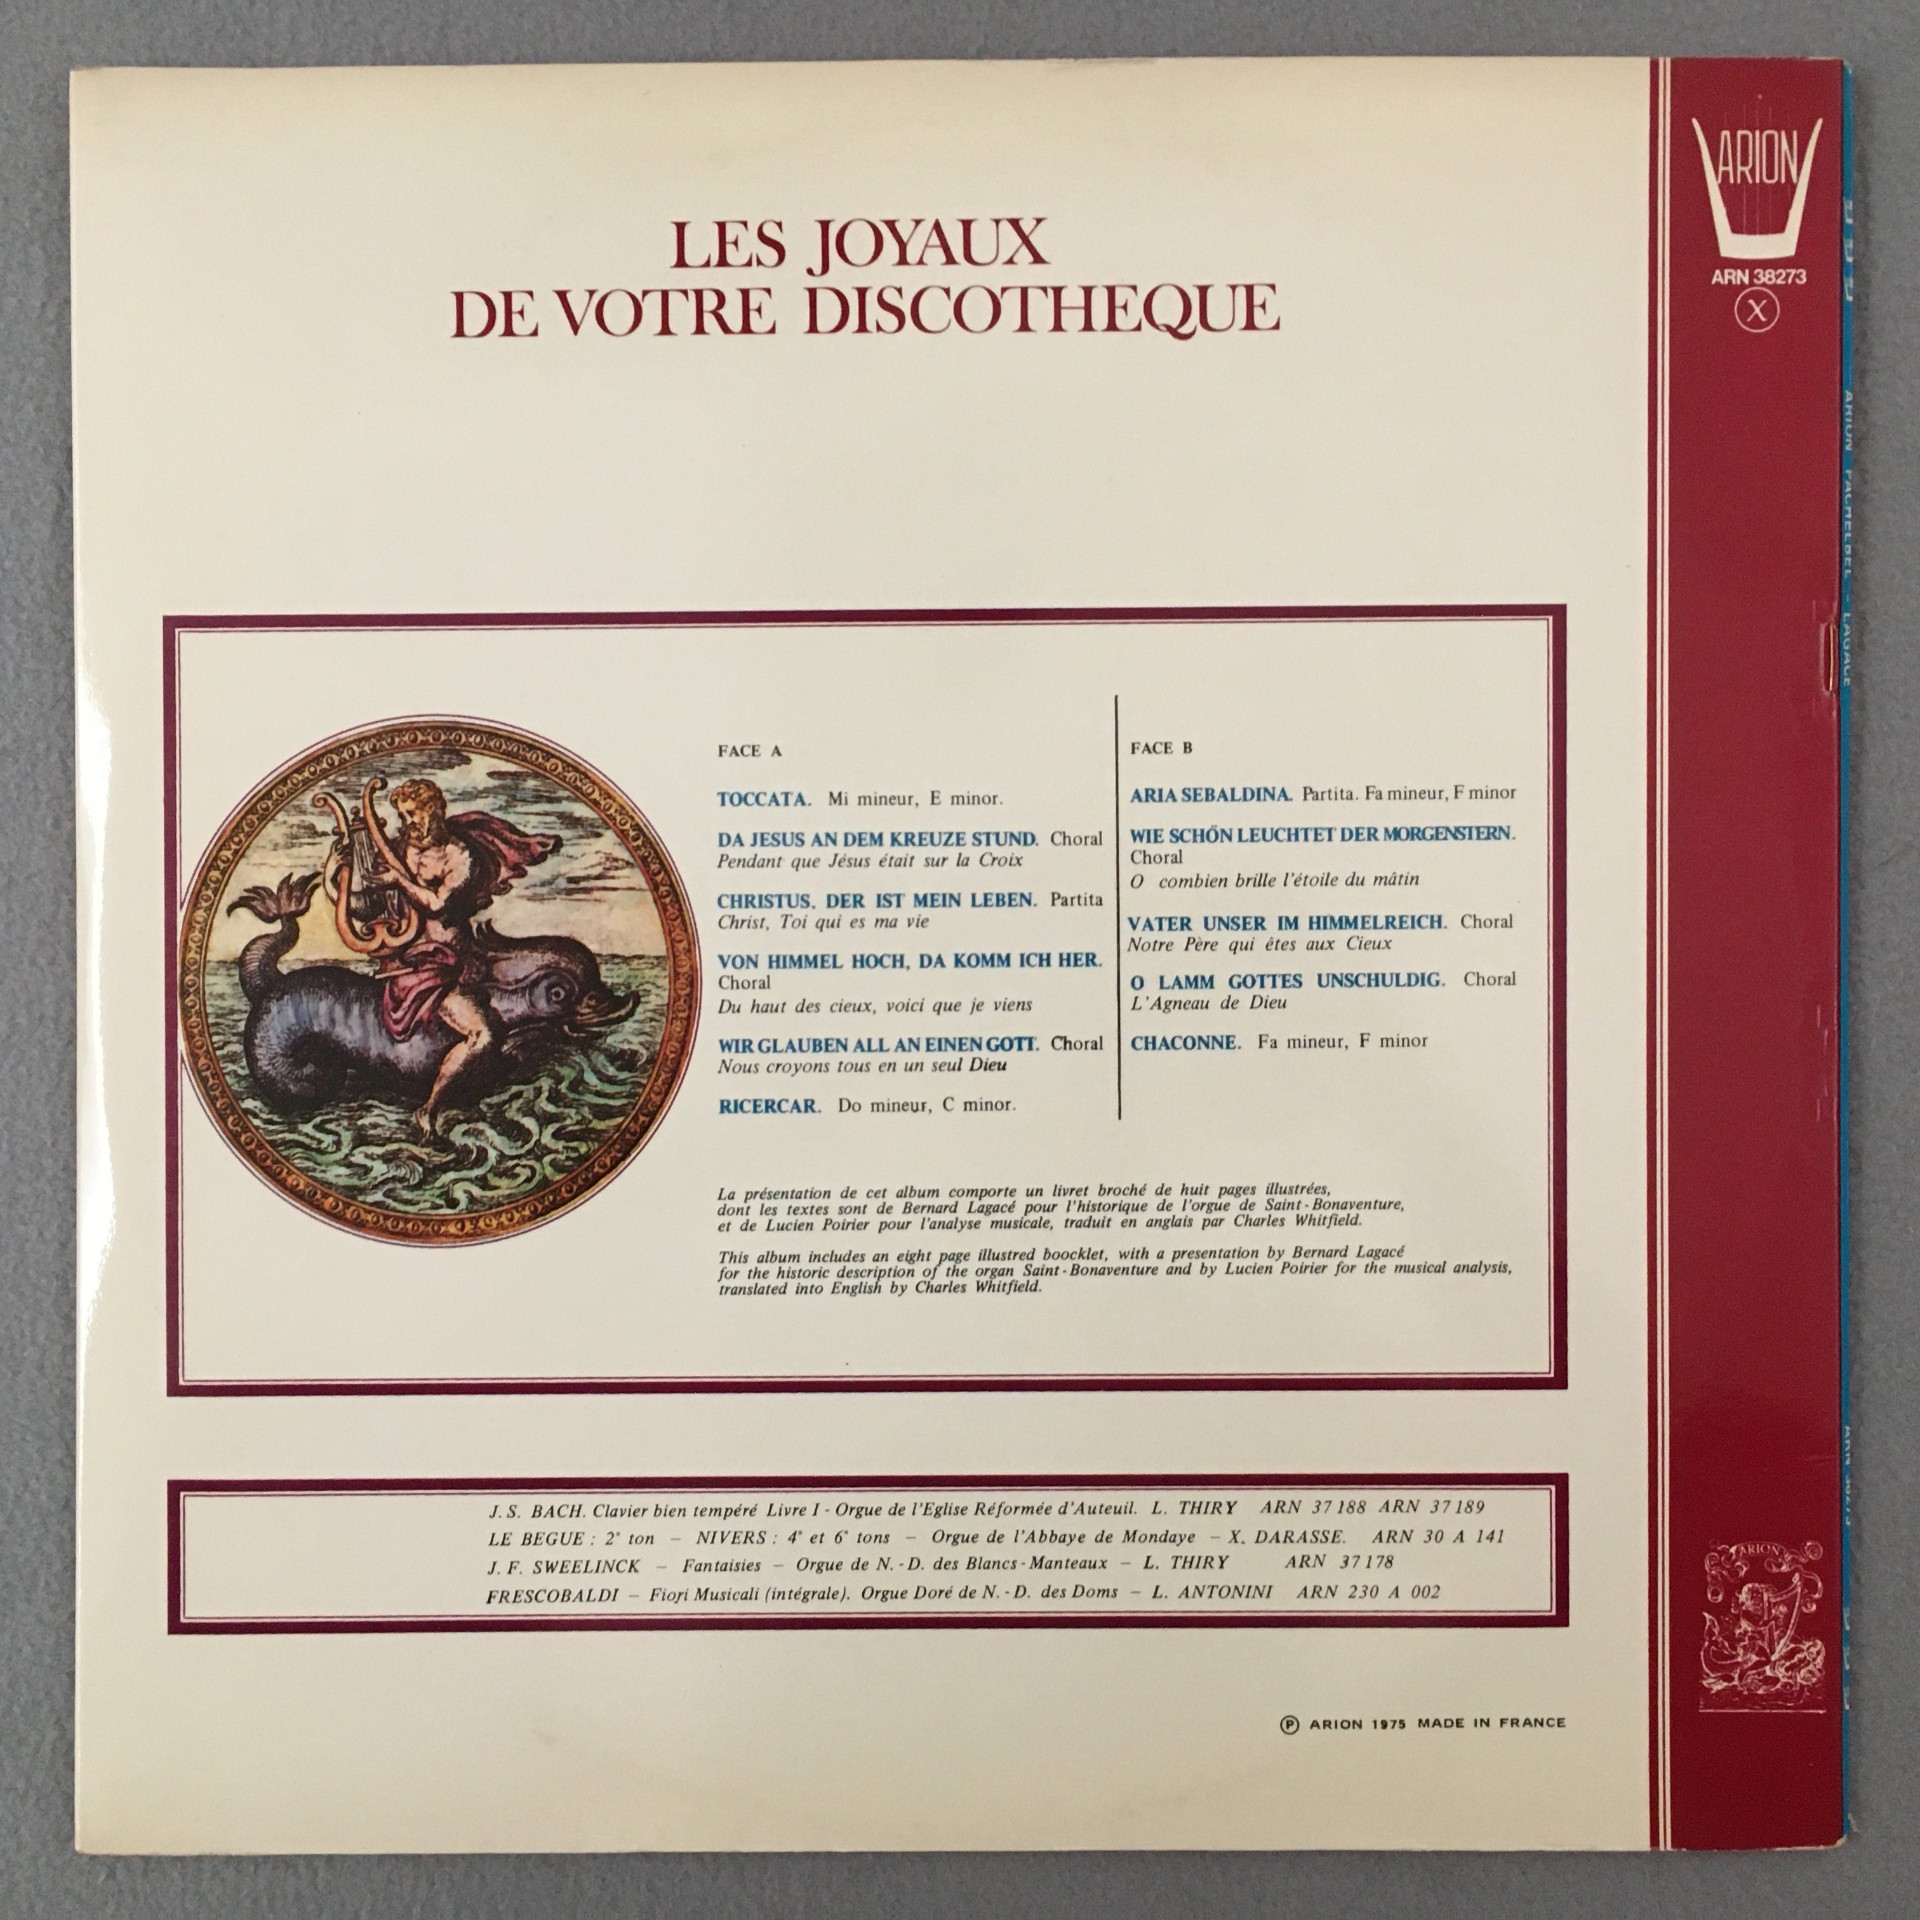 LES JOYAUX
DE VOTRE DISCOTHEQUE
ARION
ARN 38273
X
ARION PACHELBEL - LAGACE
FACE A
TOCCATA. Mi mineur, E minor.
DA JESUS AN DEM KREUZE STUND. Choral
Pendant que Jésus était sur la Croix
CHRISTUS, DER IST MEIN LEBEN. Partita
Christ, Toi qui es ma vie
VON HIMMEL HOCH, DA KOMM ICH HER.
Choral
Du haut des cieux, voici que je viens
WIR GLAUBEN ALL AN EINEN GOTT. Choral
Nous croyons tous en un seul Dieu
RICERCAR. Do mineur, C minor.
FACE B
ARIA SEBALDINA. Partita. Fa mineur, F minor
WIE SCHÖN LEUCHTET DER MORGENSTERN.
Choral
O combien brille l'étoile du mâtin
VATER UNSER IM HIMMELREICH. Choral
Notre Père qui êtes aux Cieux
O LAMM GOTTES UNSCHULDIG. Choral
L'Agneau de Dieu
CHACONNE. Fa mineur, F minor
La présentation de cet album comporte un livret broché de huit pages illustrées,
dont les textes sont de Bernard Lagacé pour l'historique de l'orgue de Saint-Bonaventure,
et de Lucien Poirier pour l'analyse musicale, traduit en anglais par Charles Whitfield.
This album includes an eight page illustred boocklet, with a presentation by Bernard Lagacé
for the historic description of the organ Saint-Bonaventure and by Lucien Poirier for the musical analysis,
translated into English by Charles Whitfield.
J.S. BACH. Clavier bien tempéré Livre I - Orgue de l'Eglise Réformée d'Auteuil. L. THIRY ARN 37188 ARN 37189
LE BEGUE : 2° ton – NIVERS : 4° et 6° tons – Orgue de l'Abbaye de Mondaye – X. DARASSE. ARN 30 A 141
J.F. SWEELINCK – Fantaisies – Orgue de N.-D. des Blancs-Manteaux – L. THIRY ARN 37178
FRESCOBALDI – Fiori Musicali (intégrale). Orgue Doré de N.-D. des Doms – L. ANTONINI ARN 230 A 002
ARION
Ⓟ ARION 1975 MADE IN FRANCE